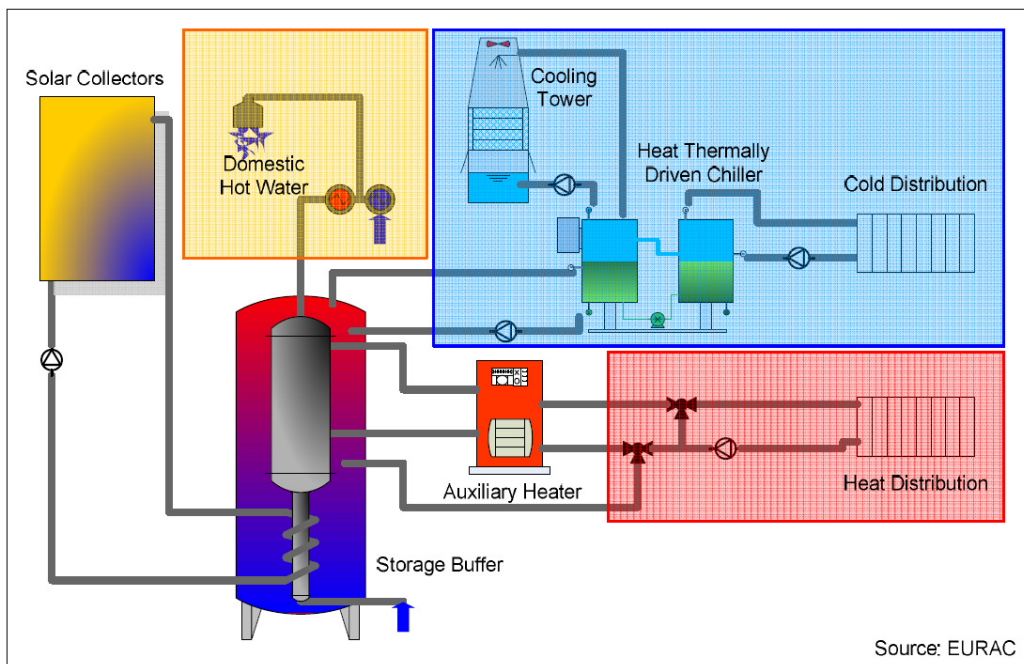 Solar Collectors
Domestic
Hot Water
Cooling
Tower
Heat Thermally
Driven Chiller
Cold Distribution
Auxiliary Heater
Heat Distribution
Storage Buffer
Source: EURAC